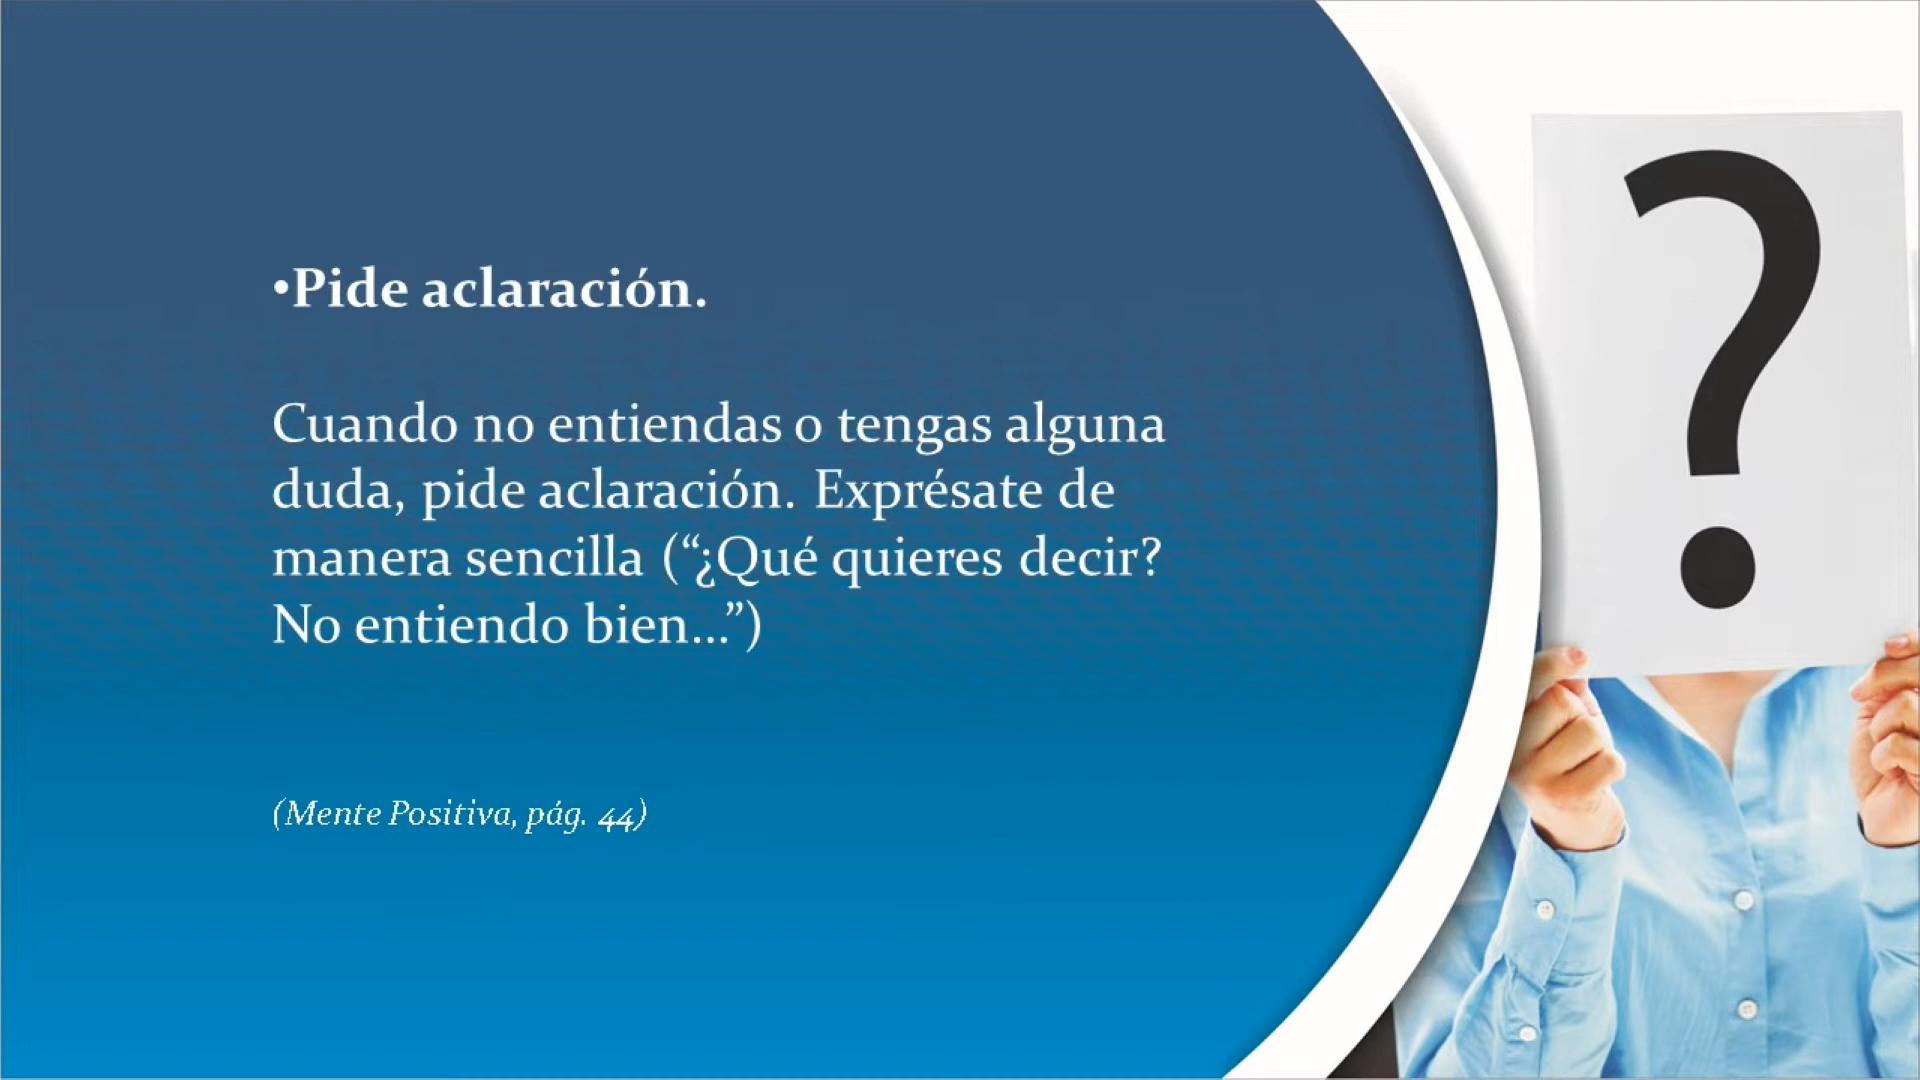 •Pide aclaración.
Cuando no entiendas o tengas alguna
duda, pide aclaración. Exprésate de
manera sencilla (“¿Qué quieres decir?
No entiendo bien...”)
(Mente Positiva, pág. 44)
?